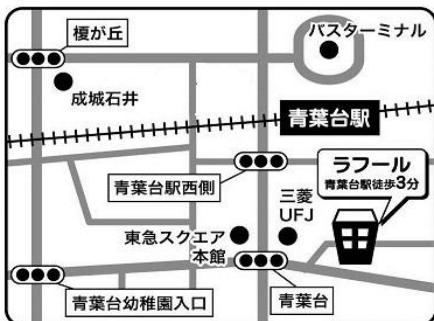 榎が丘
バスターミナル
成城石井
青葉台駅
青葉台駅西側
ラフール
青葉台駅徒歩3分
三菱
UFJ
東急スクエア
本館
青葉台幼稚園入口
青葉台